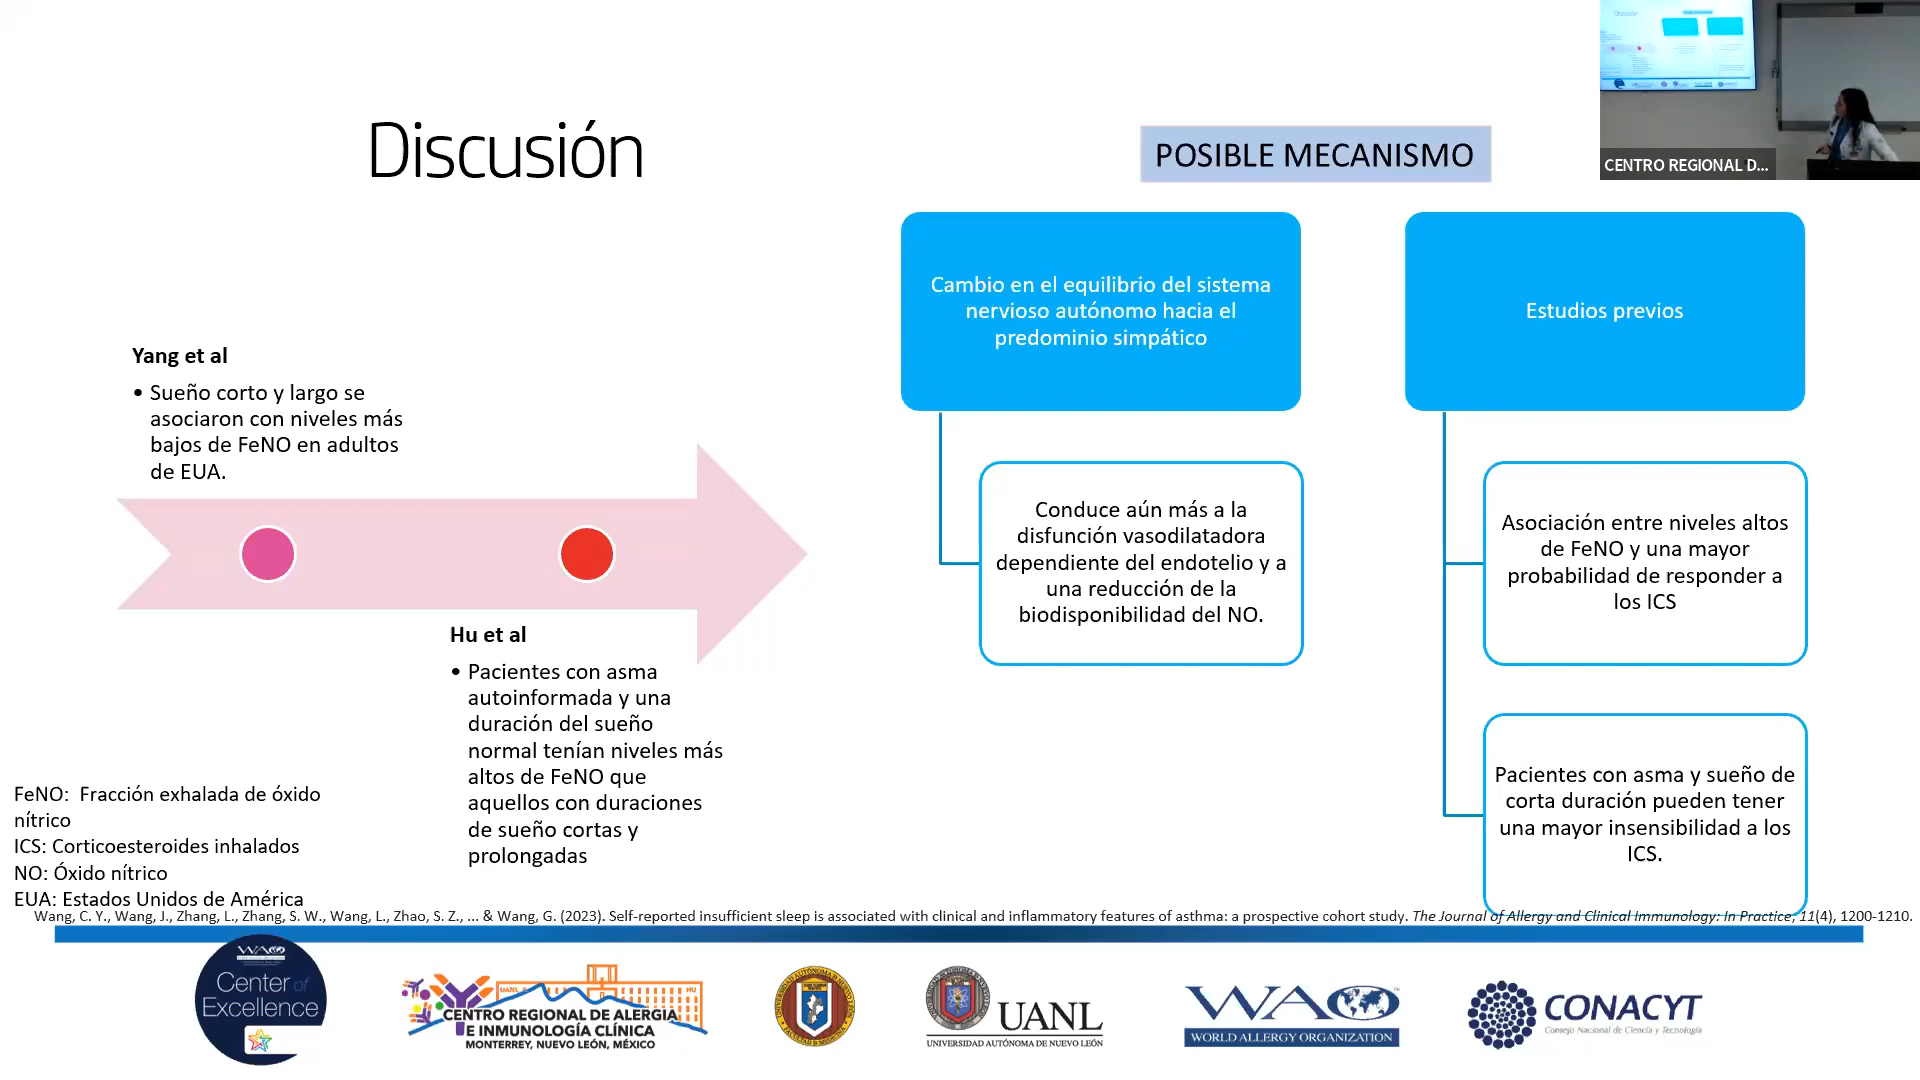 Discusión
POSIBLE MECANISMO
CENTRO REGIONAL D...
Yang et al
• Sueño corto y largo se
asociaron con niveles más
bajos de FeNO en adultos
de EUA.
Hu et al
• Pacientes con asma
autoinformada y una
duración del sueño
normal tenían niveles más
altos de FeNO que
aquellos con duraciones
de sueño cortas y
prolongadas
Cambio en el equilibrio del sistema
nervioso autónomo hacia el
predominio simpático
Conduce aún más a la
disfunción vasodilatadora
dependiente del endotelio y a
una reducción de la
biodisponibilidad del NO.
Estudios previos
Asociación entre niveles altos
de FeNO y una mayor
probabilidad de responder a
los ICS
Pacientes con asma y sueño de
corta duración pueden tener
una mayor insensibilidad a los
ICS.
FeNO: Fracción exhalada de óxido
nítrico
ICS: Corticoesteroides inhalados
NO: Óxido nítrico
EUA: Estados Unidos de América
Wang, C. Y., Wang, J., Zhang, L., Zhang, S. W., Wang, L., Zhao, S. Z., ... & Wang, G. (2023). Self-reported insufficient sleep is associated with clinical and inflammatory features of asthma: a prospective cohort study. The Journal of Allergy and Clinical Immunology: In Practice, 11(4), 1200-1210.
WAO
Center of
Excellence
UANL
HU
CENTRO REGIONAL DE ALERGIA
E INMUNOLOGÍA CLÍNICA
MONTERREY, NUEVO LEÓN, MÉXICO
UANL
UNIVERSIDAD AUTÓNOMA DE NUEVO LEÓN
WAO
WORLD ALLERGY ORGANIZATION
CONACYT
Consejo Nacional de Ciencia y Tecnología